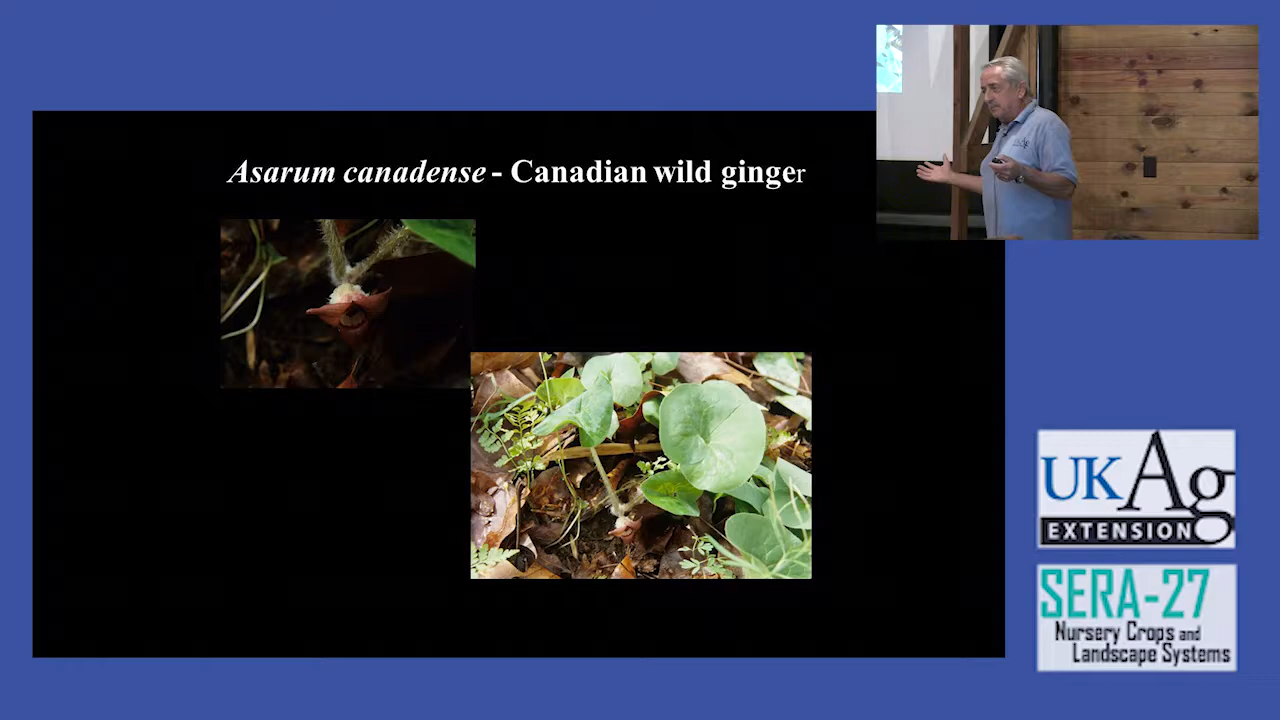 Asarum canadense - Canadian wild ginger
UKAg
EXTENSION
SERA-27
Nursery Crops and
Landscape Systems